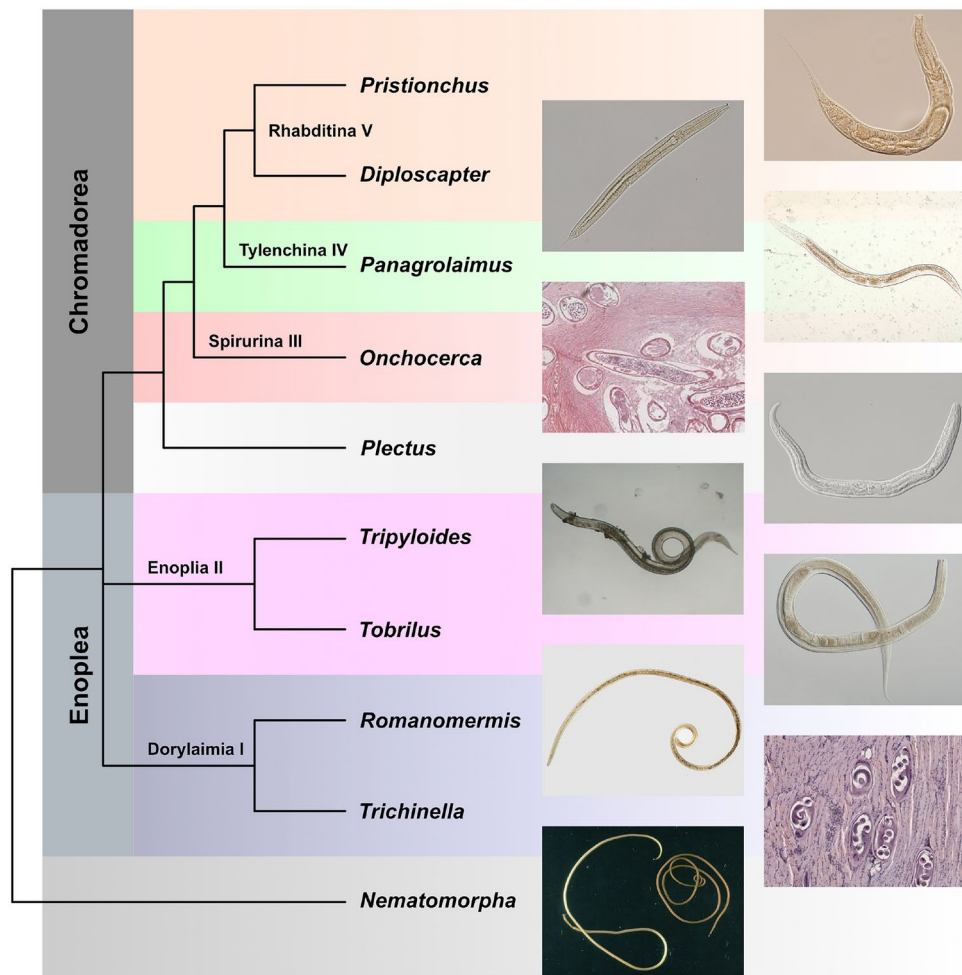 Chromadorea
Pristionchus
Rhabditina V
Diploscapter
Tylenchina IV
Panagrolaimus
Spirurina III
Onchocerca
Plectus
Enoplea
Tripyloides
Enoplia II
Tobrilus
Romanomermis
Dorylaimia I
Trichinella
Nematomorpha